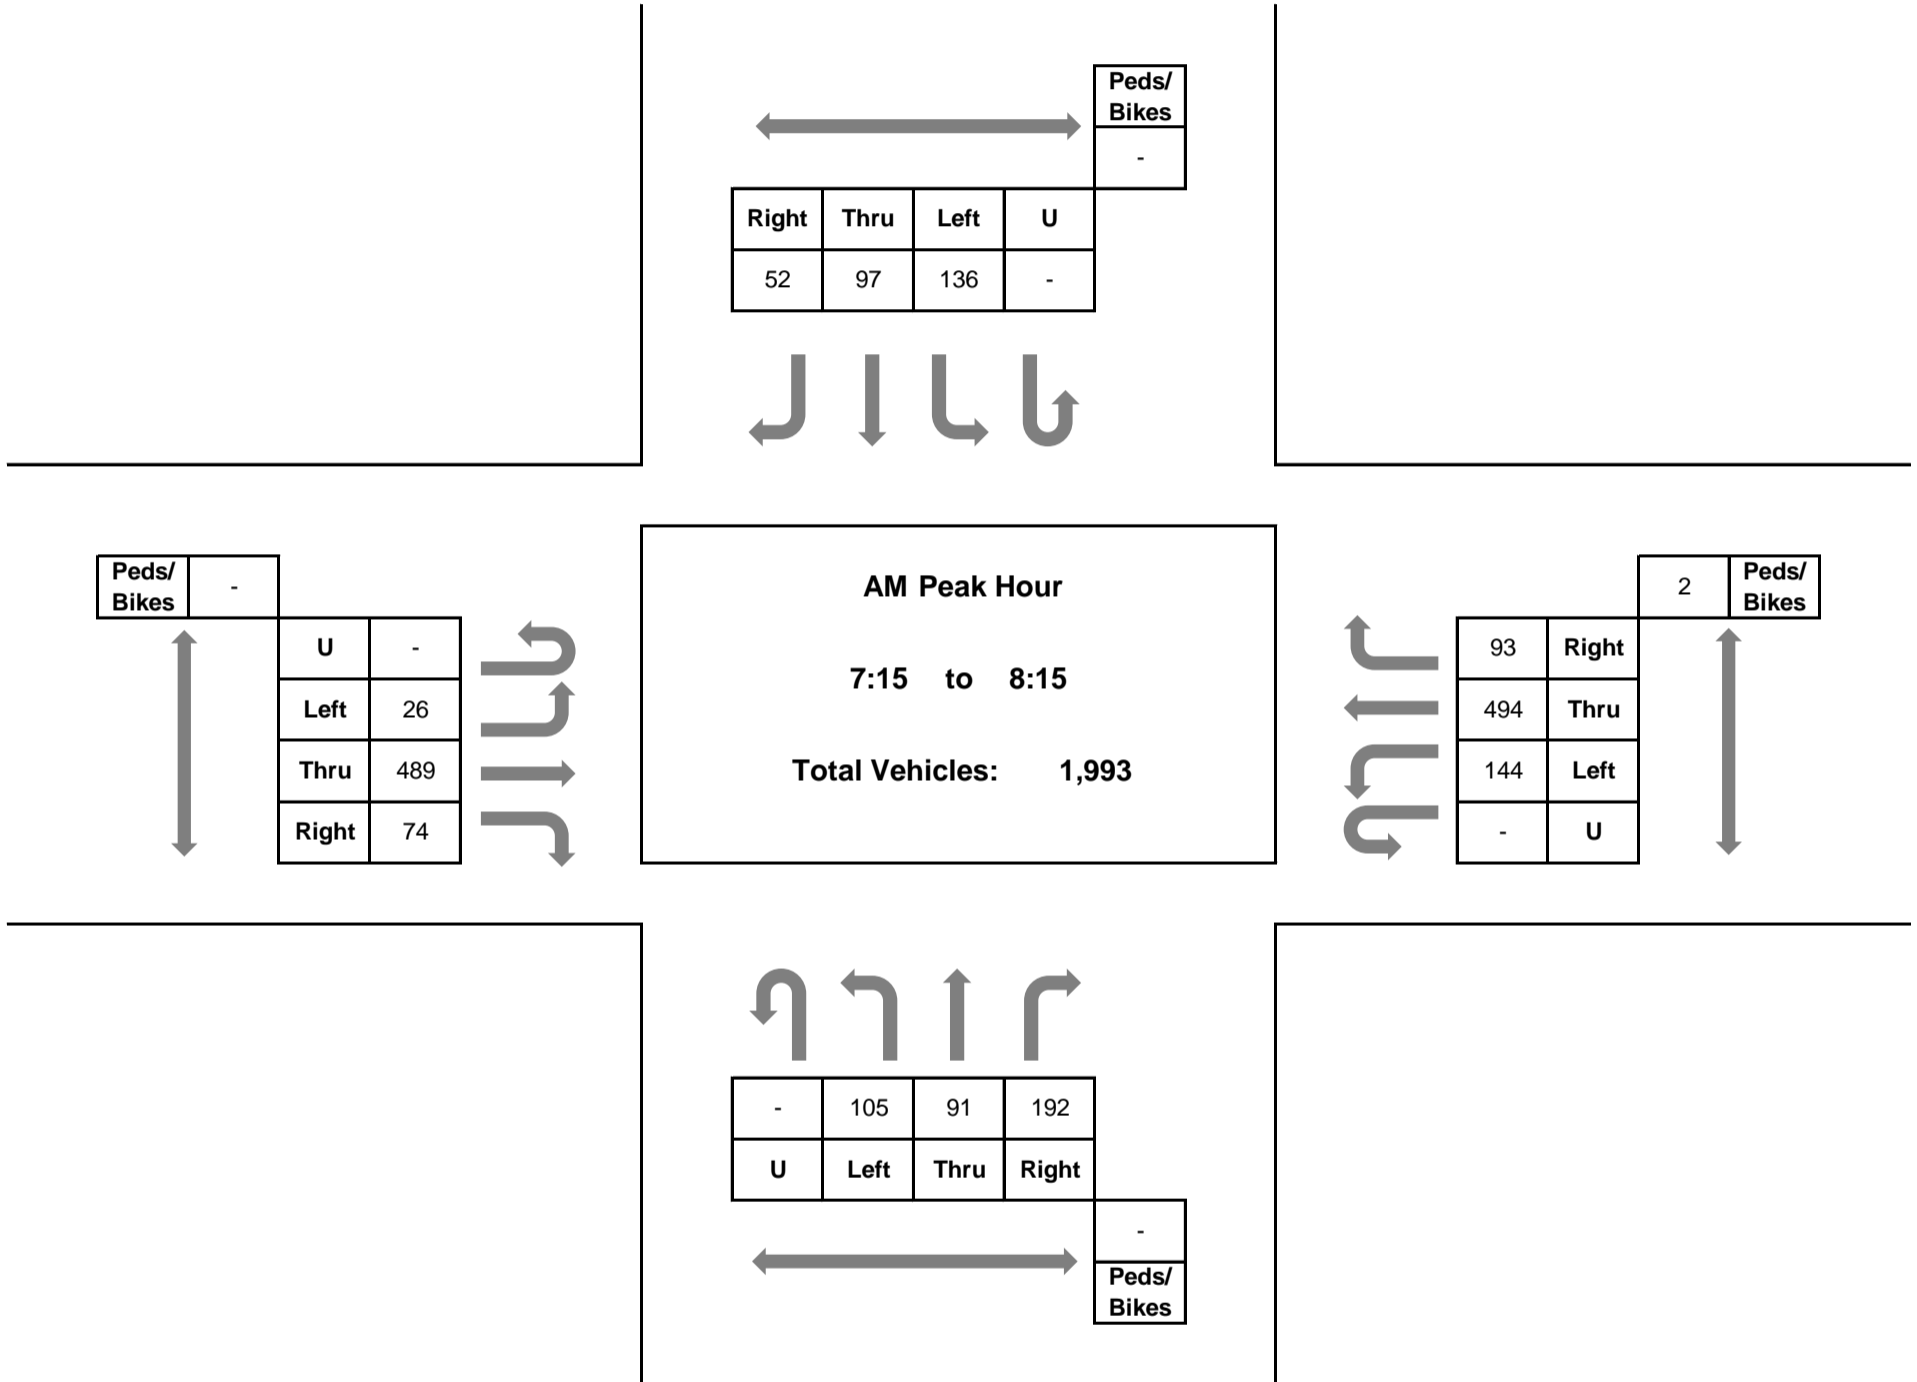 Peds/
Bikes
-
Right Thru Left U
52 97 136 -
Peds/
Bikes
-
U -
Left 26
Thru 489
Right 74
AM Peak Hour
7:15 to 8:15
Total Vehicles: 1,993
2
Peds/
Bikes
93 Right
494 Thru
144 Left
- U
- 105 91 192
U Left Thru Right
-
Peds/
Bikes